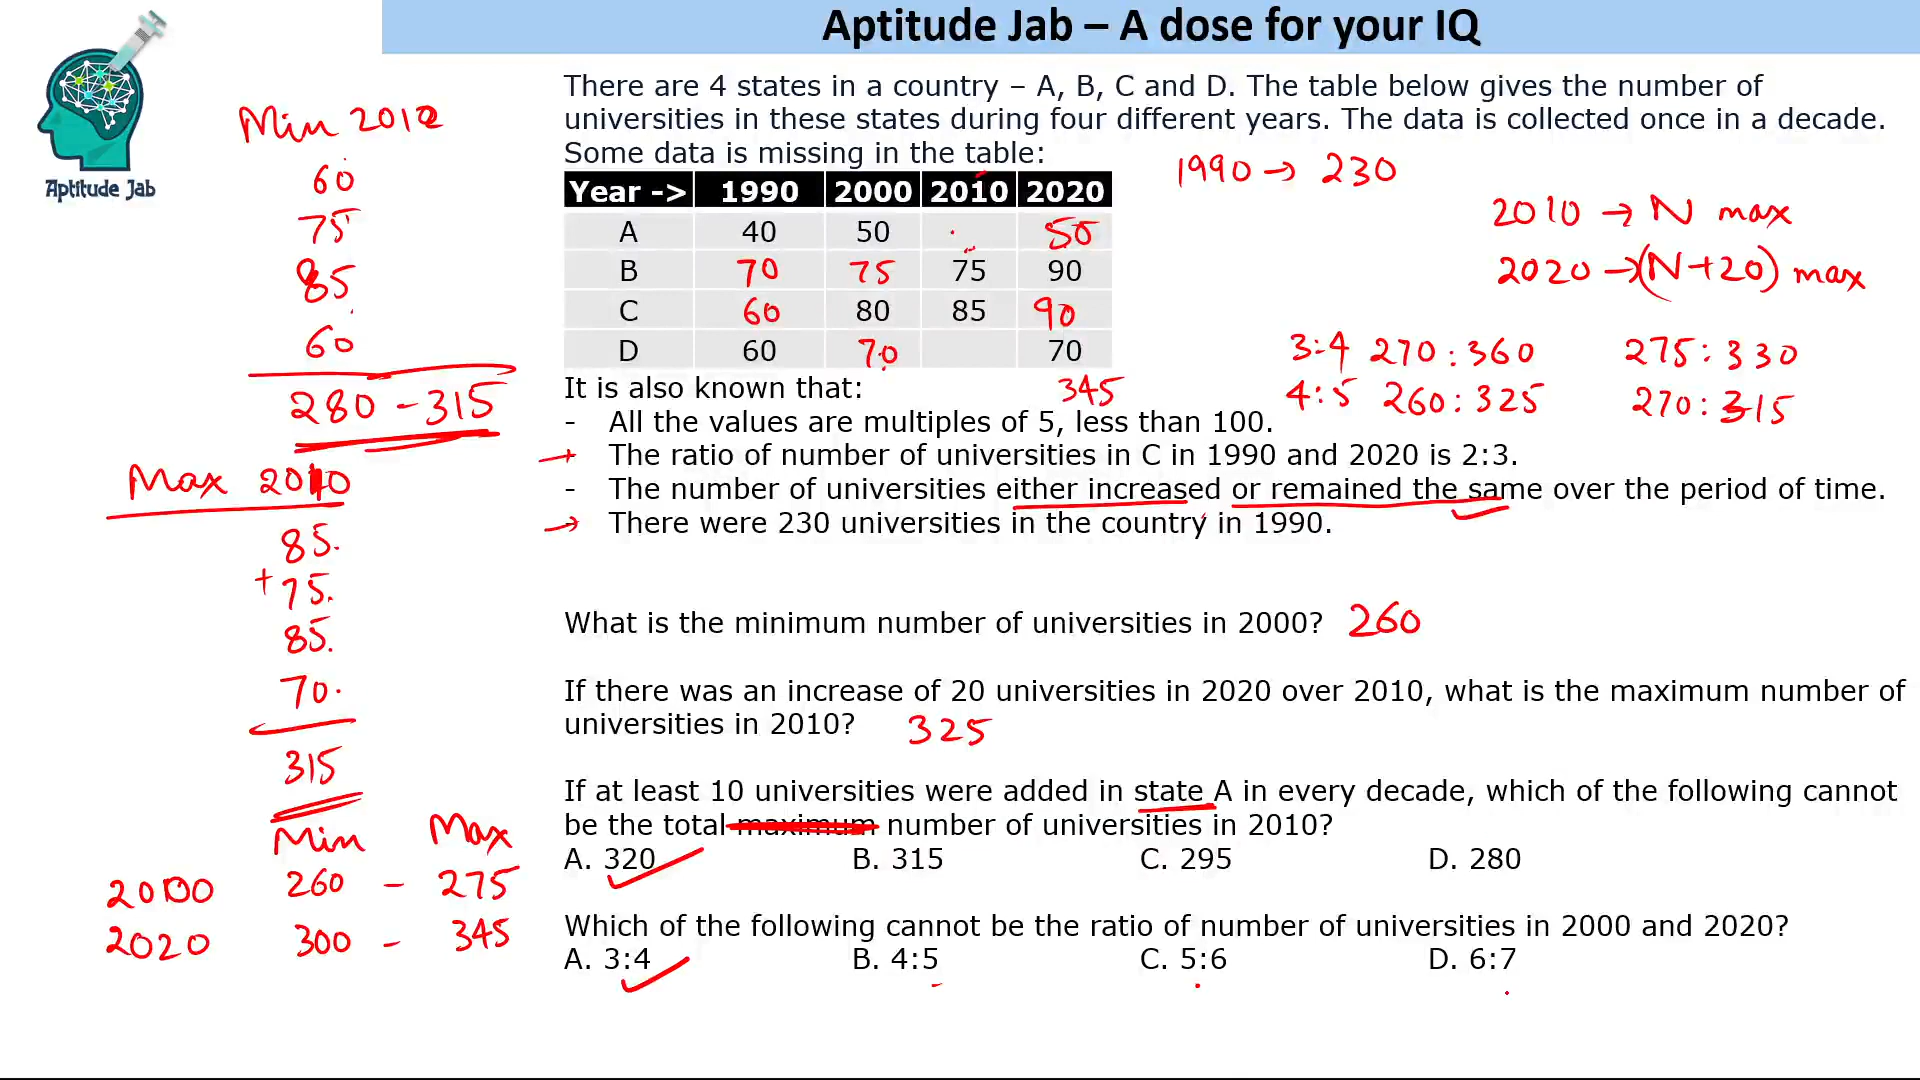 Aptitude Jab – A dose for your IQ
Aptitude Jab
There are 4 states in a country – A, B, C and D. The table below gives the number of
universities in these states during four different years. The data is collected once in a decade.
Some data is missing in the table:
Year -> 1990 2000 2010 2020
A 40 50 50
B 70 75 75 90
C 60 80 85 90
D 60 70 70
345
It is also known that:
- All the values are multiples of 5, less than 100.
- The ratio of number of universities in C in 1990 and 2020 is 2:3.
- The number of universities either increased or remained the same over the period of time.
- There were 230 universities in the country in 1990.
1990 → 230
2010 → N max
2020 → (N+20) max
3:4 270:360 275:330
4:5 260:325 270:315
What is the minimum number of universities in 2000? 260
If there was an increase of 20 universities in 2020 over 2010, what is the maximum number of
universities in 2010? 325
If at least 10 universities were added in state A in every decade, which of the following cannot
be the total maximum number of universities in 2010?
A. 320 B. 315 C. 295 D. 280
Which of the following cannot be the ratio of number of universities in 2000 and 2020?
A. 3:4 B. 4:5 C. 5:6 D. 6:7
Min 2010
60
75
85
60
280 - 315
Max 2010
85
+ 75
85
70
315
Min Max
2000 260 - 275
2020 300 - 345